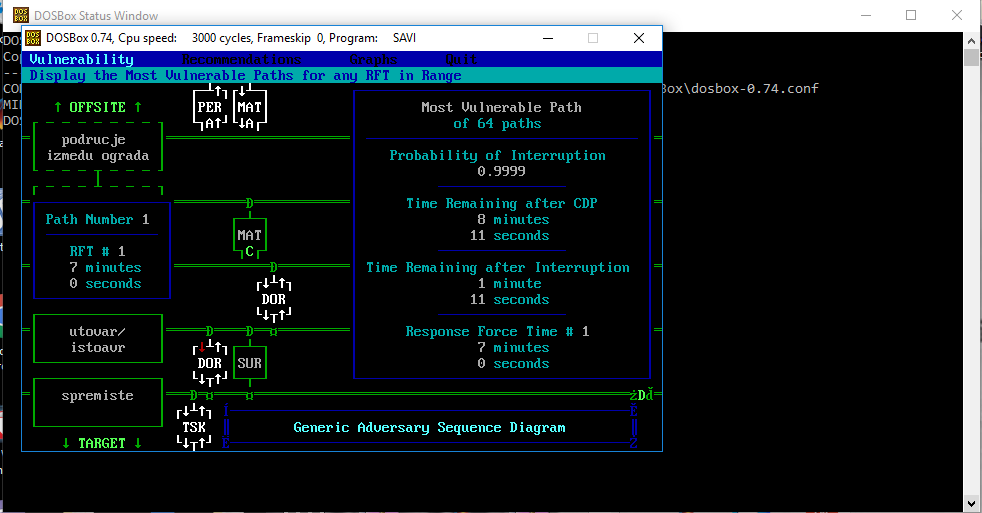 DOSBox Status Window
DOSBox 0.74, Cpu speed: 3000 cycles, Frameskip 0, Program: SAVI
Vulnerability Recommendations Graphs Quit
Display the Most Vulnerable Paths for any RFT in Range
Box\dosbox-0.74.conf
↑ OFFSITE ↑
PER MAT
A↑ ↓A
podrucje
izmedu ograda
Most Vulnerable Path
of 64 paths
Probability of Interruption
0.9999
Time Remaining after CDP
8 minutes
11 seconds
Time Remaining after Interruption
1 minute
11 seconds
Response Force Time # 1
7 minutes
0 seconds
D
MAT
C
Path Number 1
RFT # 1
7 minutes
0 seconds
D
DOR
↓T↑
utovar/
istoavr
D D ¤
DOR SUR
↓T↑
spremiste
D ¤ ¤
żDď
TSK
↓T↑
Generic Adversary Sequence Diagram
↓ TARGET ↓